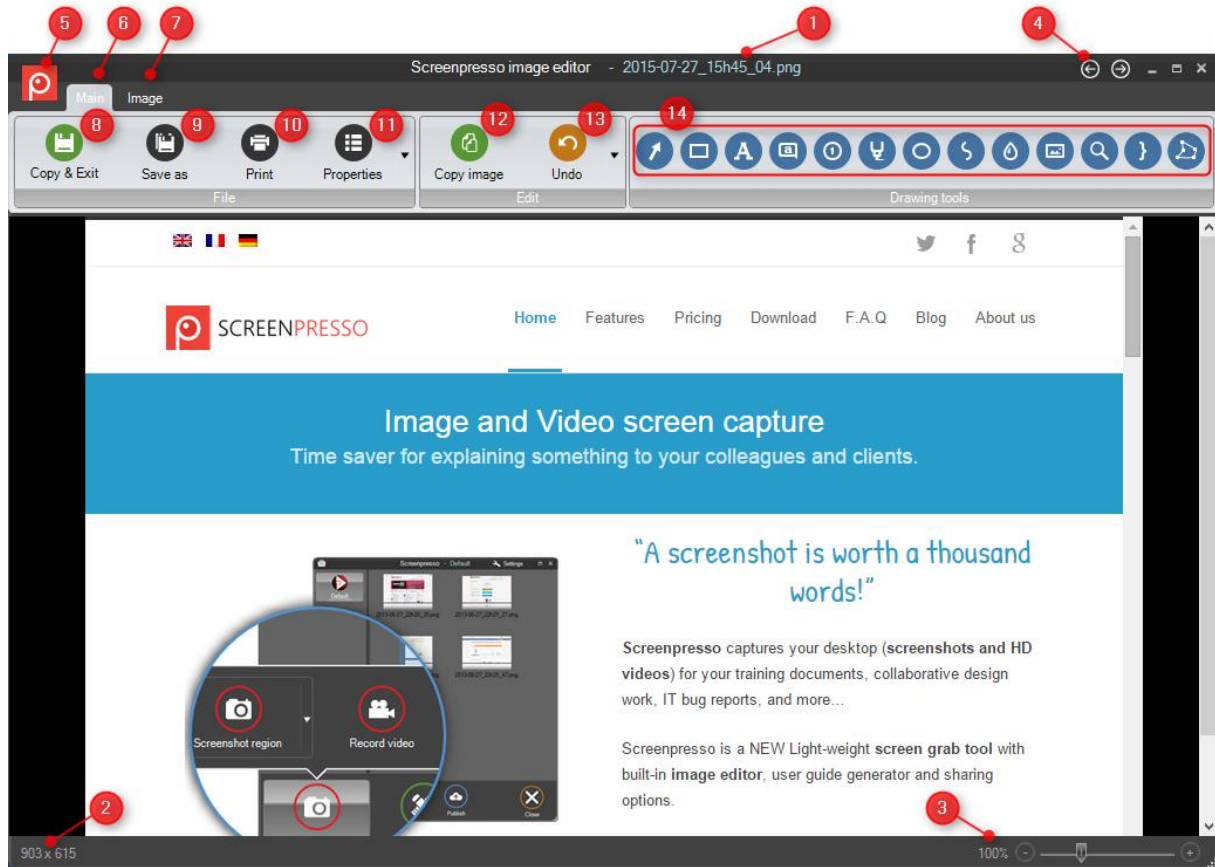 5
6
7
1
4
Screenpresso image editor - 2015-07-27_15h45_04.png
Main
Image
8
9
10
11
12
13
14
Copy & Exit
Save as
Print
Properties
Copy image
Undo
File
Edit
Drawing tools
SCREENPRESSO
Home
Features
Pricing
Download
F.A.Q
Blog
About us
Image and Video screen capture
Time saver for explaining something to your colleagues and clients.
"A screenshot is worth a thousand
words!"
Screenpresso - Default
Settings
Default
Screenpresso captures your desktop (screenshots and HD
videos) for your training documents, collaborative design
work, IT bug reports, and more...
Screenshot region
Record video
Screenpresso is a NEW Light-weight screen grab tool with
built-in image editor, user guide generator and sharing
options.
Publish
Close
2
3
903 x 615
100%